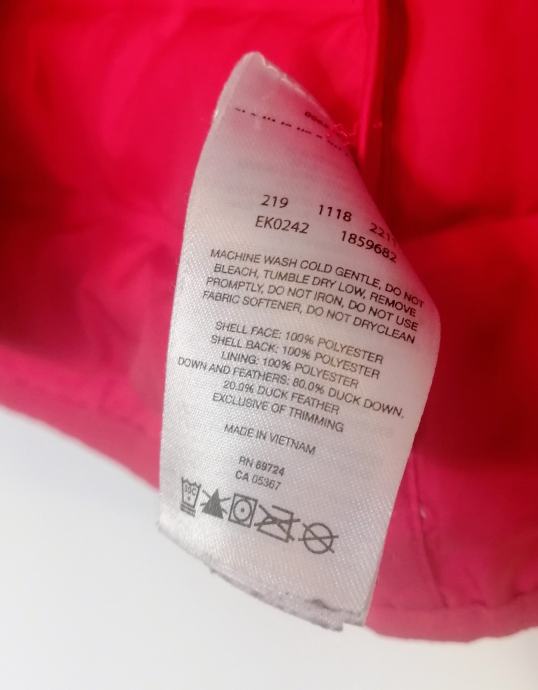 219 1118
EK0242 1859682
MACHINE WASH COLD GENTLE, DO NOT
BLEACH, TUMBLE DRY LOW, REMOVE
PROMPTLY, DO NOT IRON, DO NOT USE
FABRIC SOFTENER, DO NOT DRYCLEAN
SHELL FACE: 100% POLYESTER
SHELL BACK: 100% POLYESTER
LINING: 100% POLYESTER
DOWN AND FEATHERS: 80.0% DUCK DOWN,
20.0% DUCK FEATHER
EXCLUSIVE OF TRIMMING
MADE IN VIETNAM
RN 69724
CA 05367
30C